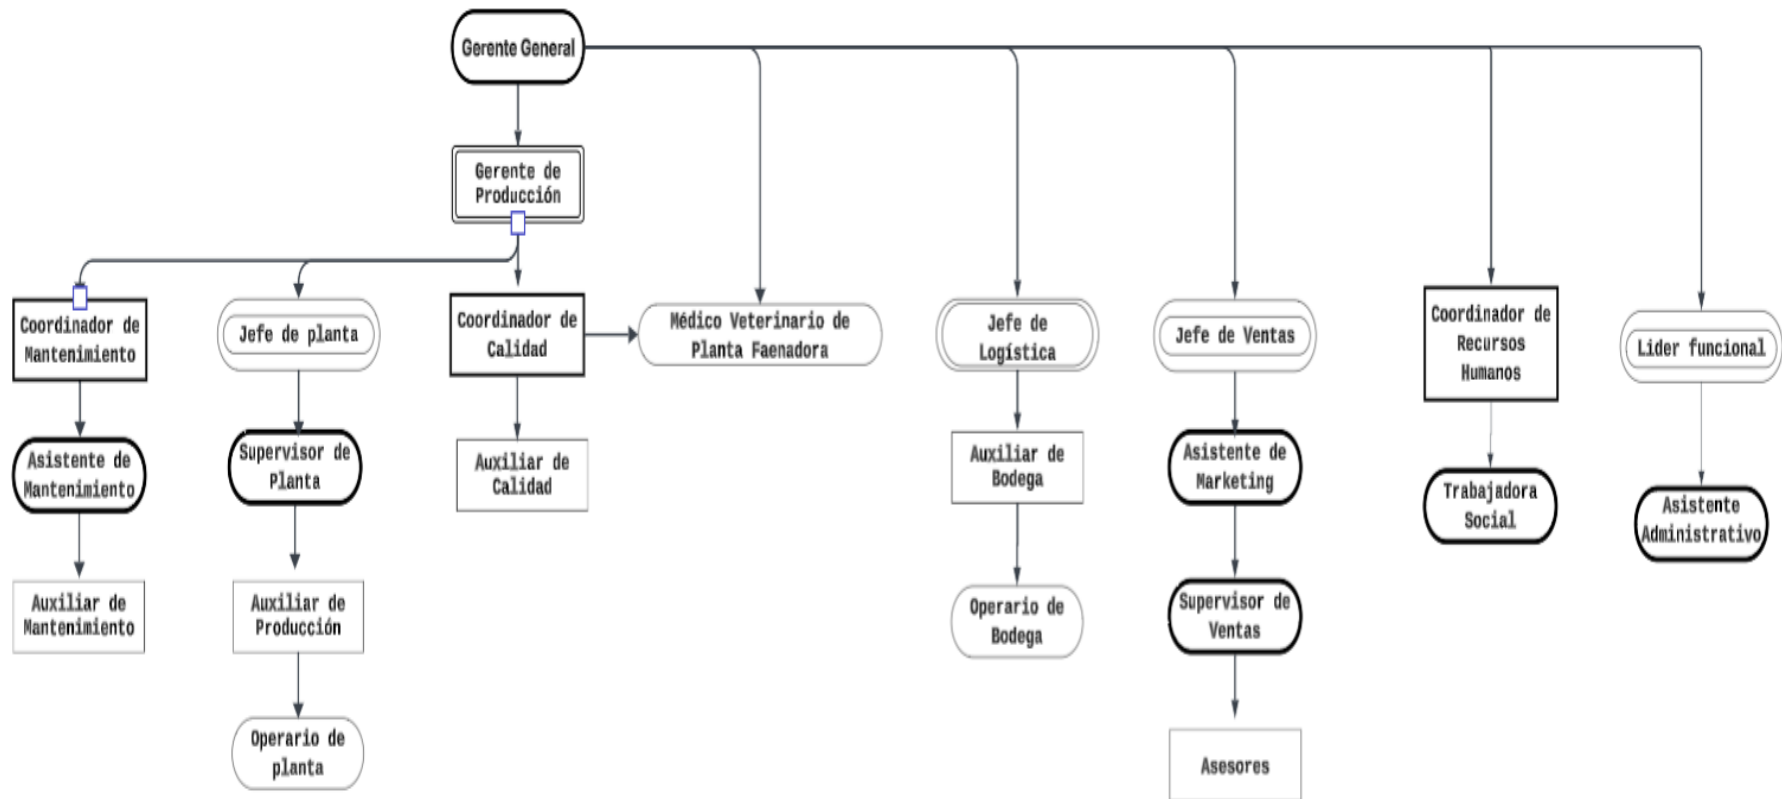 Gerente General
Gerente de
Producción
Coordinador de
Mantenimiento
Jefe de planta
Coordinador de
Calidad
Médico Veterinario de
Planta Faenadora
Jefe de
Logística
Jefe de Ventas
Coordinador de
Recursos
Humanos
Lider funcional
Asistente de
Mantenimiento
Supervisor de
Planta
Auxiliar de
Calidad
Auxiliar de
Bodega
Asistente de
Marketing
Trabajadora
Social
Asistente
Administrativo
Auxiliar de
Mantenimiento
Auxiliar de
Producción
Operario de
Bodega
Supervisor de
Ventas
Operario de
planta
Asesores